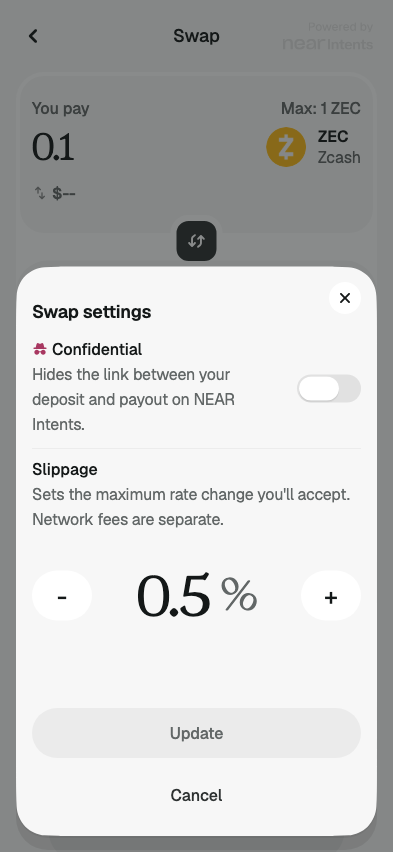 Swap
Powered by
near Intents
You pay
Max: 1 ZEC
0.1
ZEC
Zcash
$--
Swap settings
Confidential
Hides the link between your
deposit and payout on NEAR
Intents.
Slippage
Sets the maximum rate change you'll accept.
Network fees are separate.
- 0.5 % +
Update
Cancel